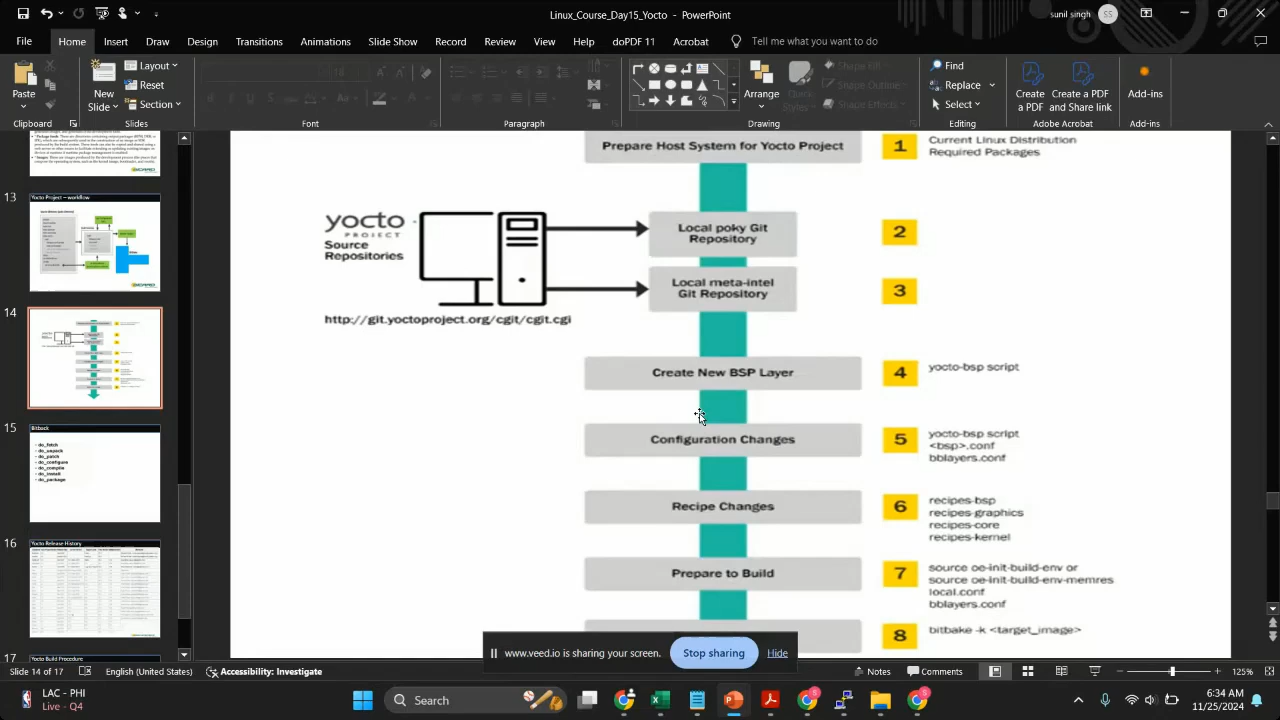 Linux_Course_Day15_Yocto - PowerPoint
sunil singh
SS
File
Home
Insert
Draw
Design
Transitions
Animations
Slide Show
Record
Review
View
Help
doPDF 11
Acrobat
Tell me what you want to do
Paste
New
Slide
Layout
Reset
Section
Arrange
Quick
Styles
Shape Fill
Shape Outline
Shape Effects
Find
Replace
Select
Create
a PDF
Create a PDF
and Share link
Add-ins
Clipboard
Slides
Font
Paragraph
Drawing
Editing
Adobe Acrobat
Add-ins
13
Yocto Project – workflow
14
15
Bitback
- do_fetch
- do_unpack
- do_patch
- do_configure
- do_compile
- do_install
- do_package
16
Yocto Release History
17
Yocto Build Procedure
Prepare Host System for Yocto Project
1
Current Linux Distribution
Required Packages
yocto
PROJECT
Source
Repositories
http://git.yoctoproject.org/cgit/cgit.cgi
Local poky Git
Repository
2
Local meta-intel
Git Repository
3
Create New BSP Layer
4
yocto-bsp script
Configuration Changes
5
yocto-bsp script
<bsp>.conf
bblayers.conf
Recipe Changes
6
recipes-bsp
recipes-graphics
recipes-core
recipes-kernel
Prepare to Build
7
source oe-init-build-env or
source oe-init-build-env-memres
local.conf
bblayers.conf
8
bitbake -k <target_image>
www.veed.io is sharing your screen.
Stop sharing
Hide
Slide 14 of 17
English (United States)
Accessibility: Investigate
Notes
Comments
125%
LAC - PHI
Live - Q4
Search
6:34 AM
11/25/2024